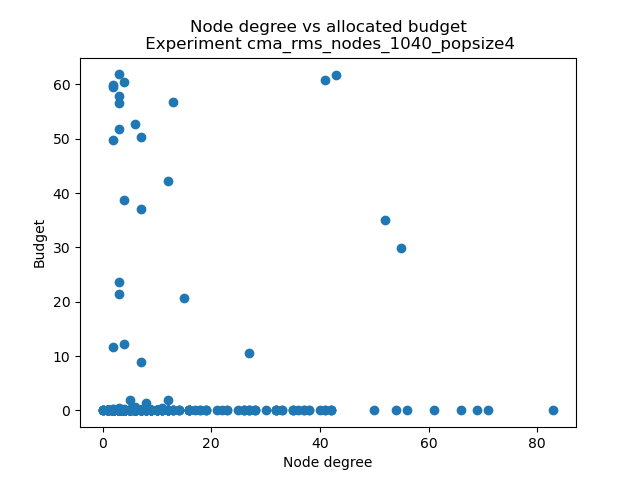 Node degree vs allocated budget
Experiment cma_rms_nodes_1040_popsize4
60
50
40
30
20
10
0
Budget
0 20 40 60 80
Node degree